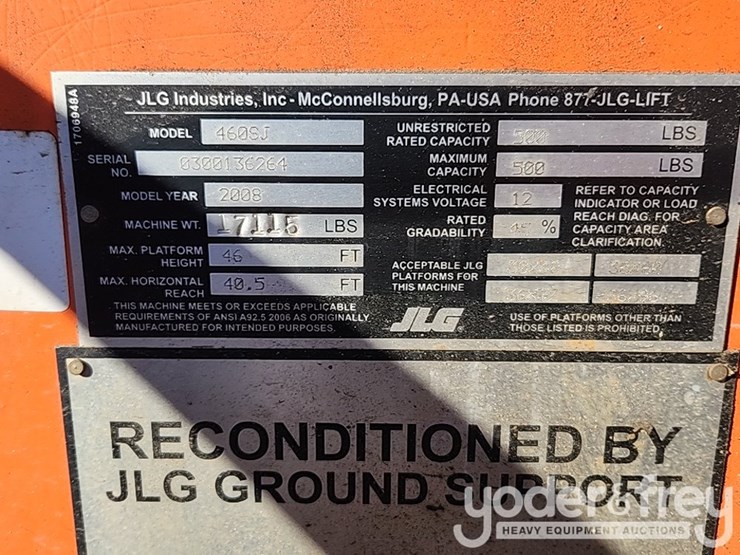 1706948A
JLG Industries, Inc - McConnellsburg, PA-USA Phone 877-JLG-LIFT
MODEL 460SJ
SERIAL NO. 0300136264
MODEL YEAR 2008
MACHINE WT. 17115 LBS
MAX. PLATFORM HEIGHT 46 FT
MAX. HORIZONTAL REACH 40.5 FT
THIS MACHINE MEETS OR EXCEEDS APPLICABLE
REQUIREMENTS OF ANSI A92.5 2006 AS ORIGINALLY
MANUFACTURED FOR INTENDED PURPOSES.
UNRESTRICTED
RATED CAPACITY 500 LBS
MAXIMUM
CAPACITY 500 LBS
ELECTRICAL
SYSTEMS VOLTAGE 12
RATED
GRADABILITY 45 %
REFER TO CAPACITY
INDICATOR OR LOAD
REACH DIAG. FOR
CAPACITY AREA
CLARIFICATION.
ACCEPTABLE JLG
PLATFORMS FOR
THIS MACHINE
JLG
USE OF PLATFORMS OTHER THAN
THOSE LISTED IS PROHIBITED.
RECONDITIONED BY
JLG GROUND SUPPORT
yoder & frey
HEAVY EQUIPMENT AUCTIONS